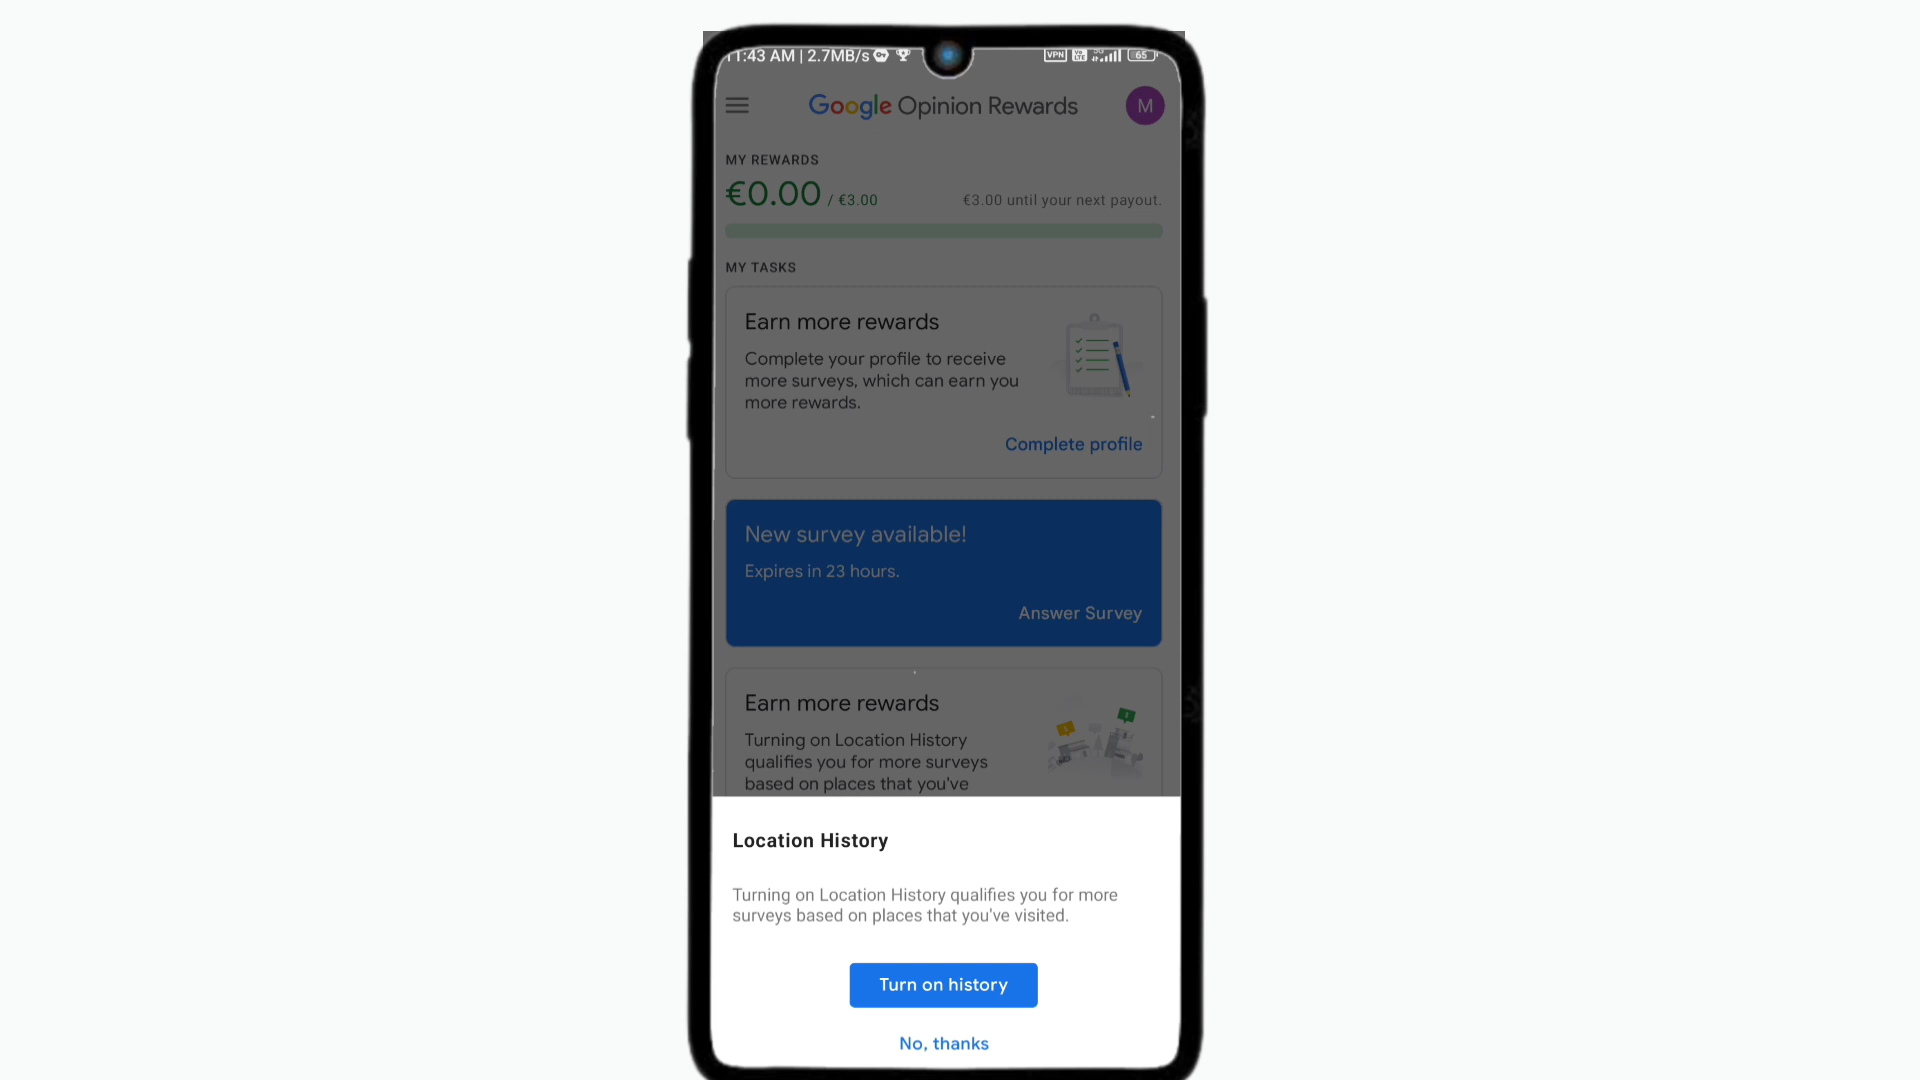 11:43 AM | 2.7MB/s VPN Vo LTE 5G 65
Google Opinion Rewards M
MY REWARDS
€0.00 / €3.00 €3.00 until your next payout.
MY TASKS
Earn more rewards
Complete your profile to receive
more surveys, which can earn you
more rewards.
Complete profile
New survey available!
Expires in 23 hours.
Answer Survey
Earn more rewards
Turning on Location History
qualifies you for more surveys
based on places that you've
Location History
Turning on Location History qualifies you for more
surveys based on places that you've visited.
Turn on history
No, thanks